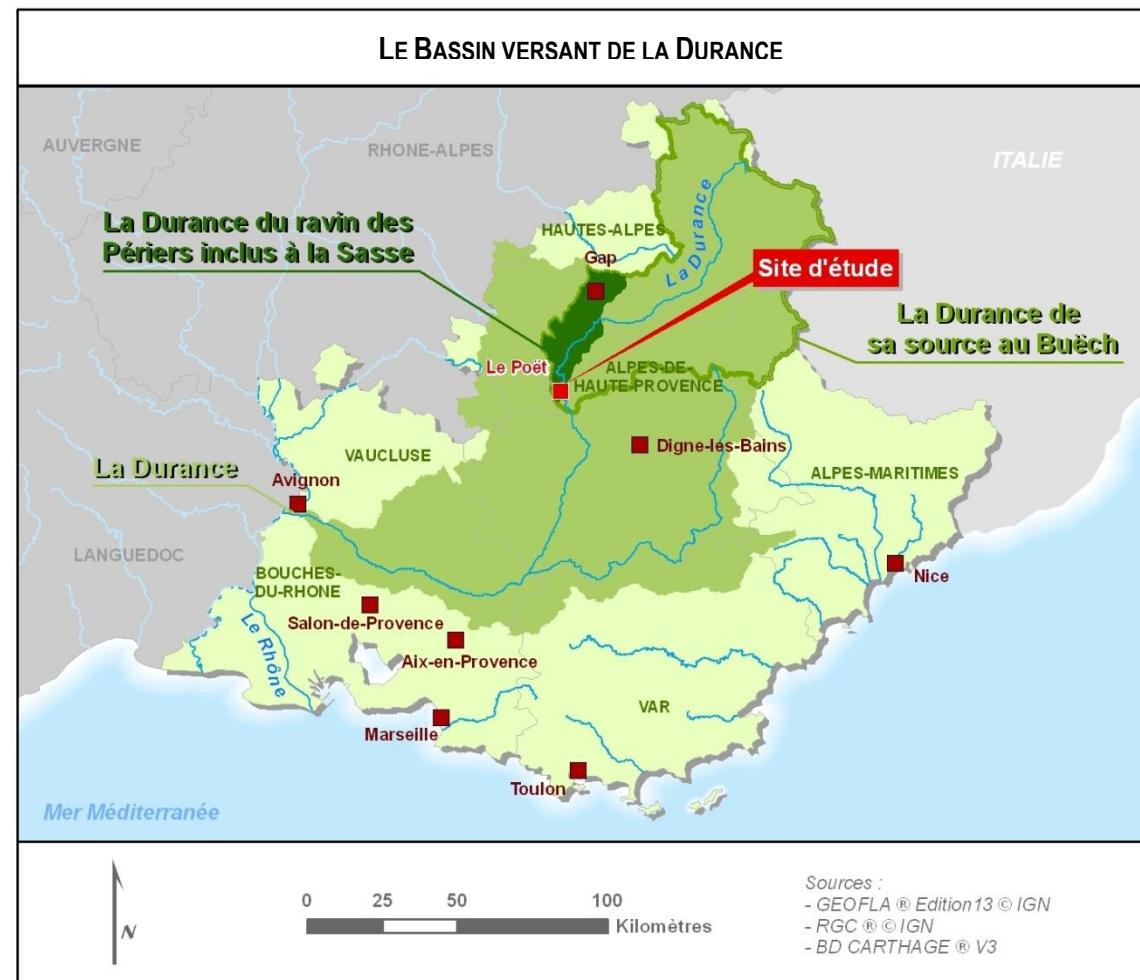 LE BASSIN VERSANT DE LA DURANCE
AUVERGNE
RHONE-ALPES
ITALIE
La Durance du ravin des
Périers inclus à la Sasse
HAUTES-ALPES
Gap
La Durance
Site d'étude
La Durance de
sa source au Buëch
Le Poët
ALPES-DE-
HAUTE-PROVENCE
La Durance
VAUCLUSE
Avignon
Digne-les-Bains
ALPES-MARITIMES
LANGUEDOC
BOUCHES-
DU-RHONE
Nice
Salon-de-Provence
Le Rhône
Aix-en-Provence
VAR
Marseille
Toulon
Mer Méditerranée
N
0 25 50 100
Kilomètres
Sources :
- GEOFLA ® Edition13 © IGN
- RGC ® © IGN
- BD CARTHAGE ® V3